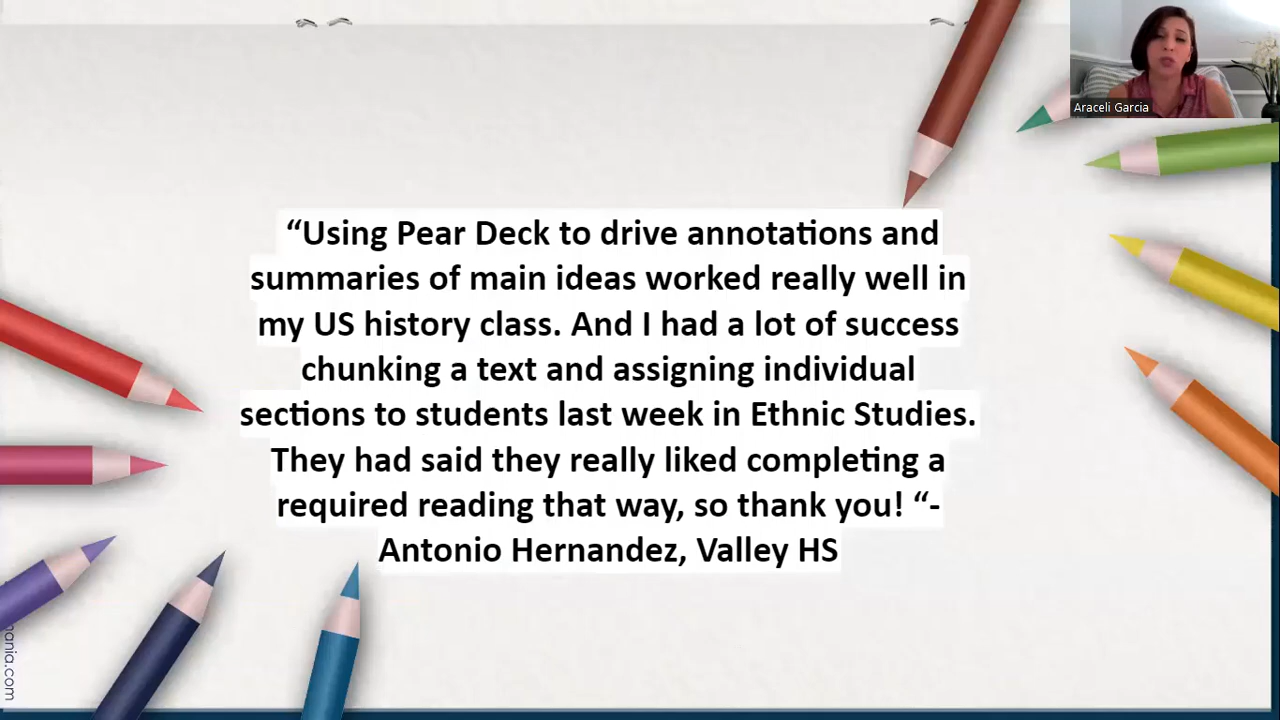 Araceli Garcia
“Using Pear Deck to drive annotations and
summaries of main ideas worked really well in
my US history class. And I had a lot of success
chunking a text and assigning individual
sections to students last week in Ethnic Studies.
They had said they really liked completing a
required reading that way, so thank you! “-
Antonio Hernandez, Valley HS